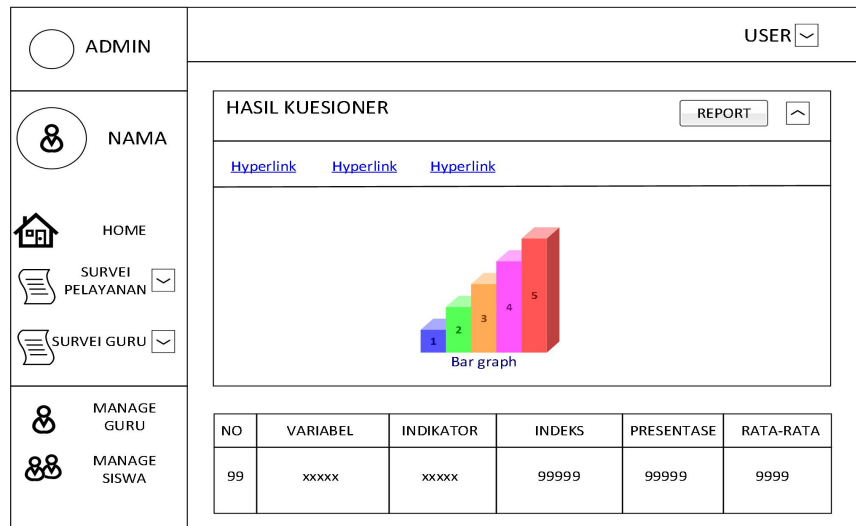 ADMIN
USER
NAMA
HOME
SURVEI
PELAYANAN
SURVEI GURU
MANAGE
GURU
MANAGE
SISWA
HASIL KUESIONER
REPORT
Hyperlink Hyperlink Hyperlink
1 2 3 4 5
Bar graph
NO VARIABEL INDIKATOR INDEKS PRESENTASE RATA-RATA
99 xxxxx xxxxx 99999 99999 9999